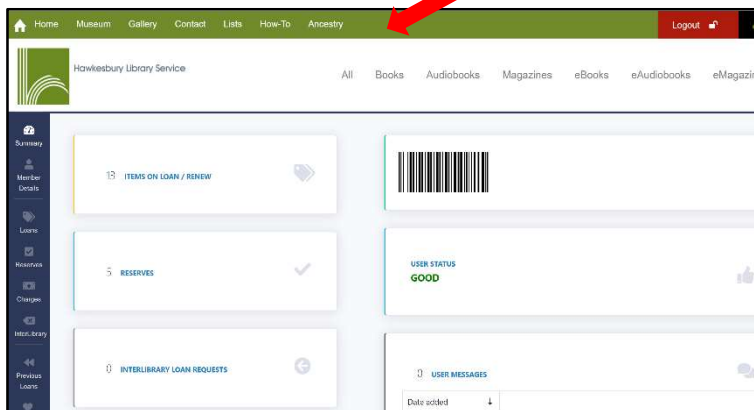 Home Museum Gallery Contact Lists How-To Ancestry Logout
Hawkesbury Library Service
All Books Audiobooks Magazines eBooks eAudiobooks eMagazin
Summary
Member
Details
Loans
Reserves
Charges
InterLibrary
Previous
Loans
13 ITEMS ON LOAN / RENEW
5 RESERVES
USER STATUS
GOOD
0 INTERLIBRARY LOAN REQUESTS
0 USER MESSAGES
Date added